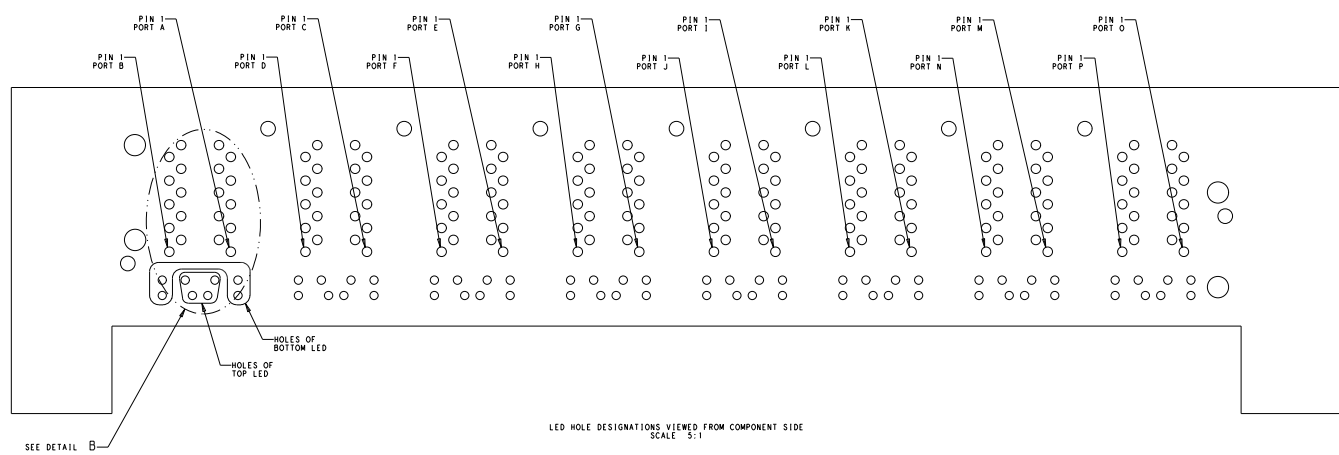 PIN 1
PORT A
PIN 1
PORT C
PIN 1
PORT E
PIN 1
PORT G
PIN 1
PORT I
PIN 1
PORT K
PIN 1
PORT M
PIN 1
PORT O
PIN 1
PORT B
PIN 1
PORT D
PIN 1
PORT F
PIN 1
PORT H
PIN 1
PORT J
PIN 1
PORT L
PIN 1
PORT N
PIN 1
PORT P
HOLES OF
BOTTOM LED
HOLES OF
TOP LED
LED HOLE DESIGNATIONS VIEWED FROM COMPONENT SIDE
SCALE 5:1
SEE DETAIL B